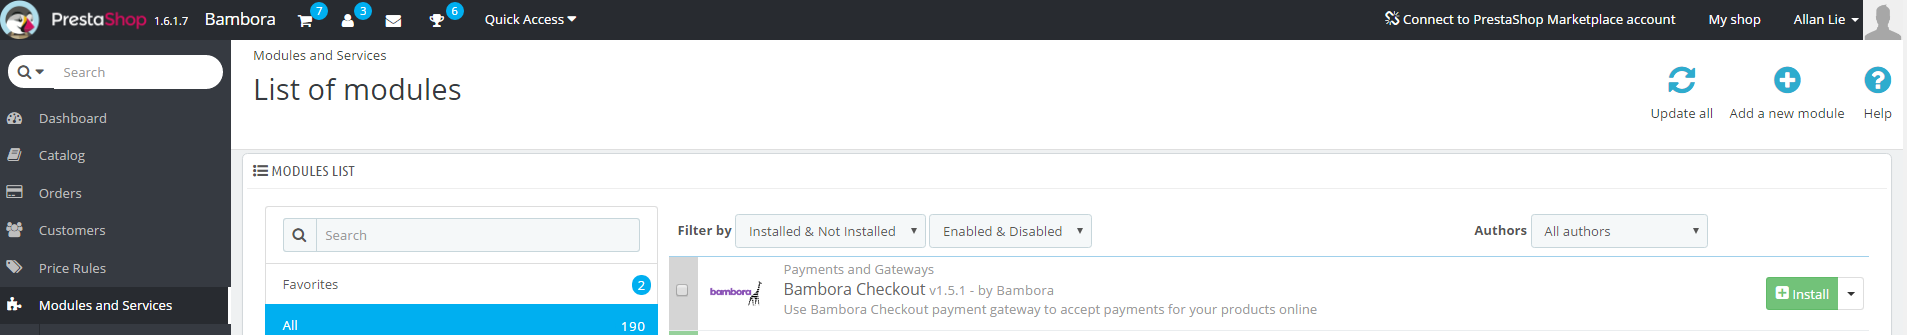 PrestaShop 1.6.1.7 Bambora 7 3 6 Quick Access Connect to PrestaShop Marketplace account My shop Allan Lie
Search
Dashboard
Catalog
Orders
Customers
Price Rules
Modules and Services
Modules and Services
List of modules
Update all Add a new module Help
MODULES LIST
Search
Favorites 2
All 190
Filter by Installed & Not Installed Enabled & Disabled Authors All authors
Payments and Gateways
bambora
Bambora Checkout v1.5.1 - by Bambora
Use Bambora Checkout payment gateway to accept payments for your products online
Install